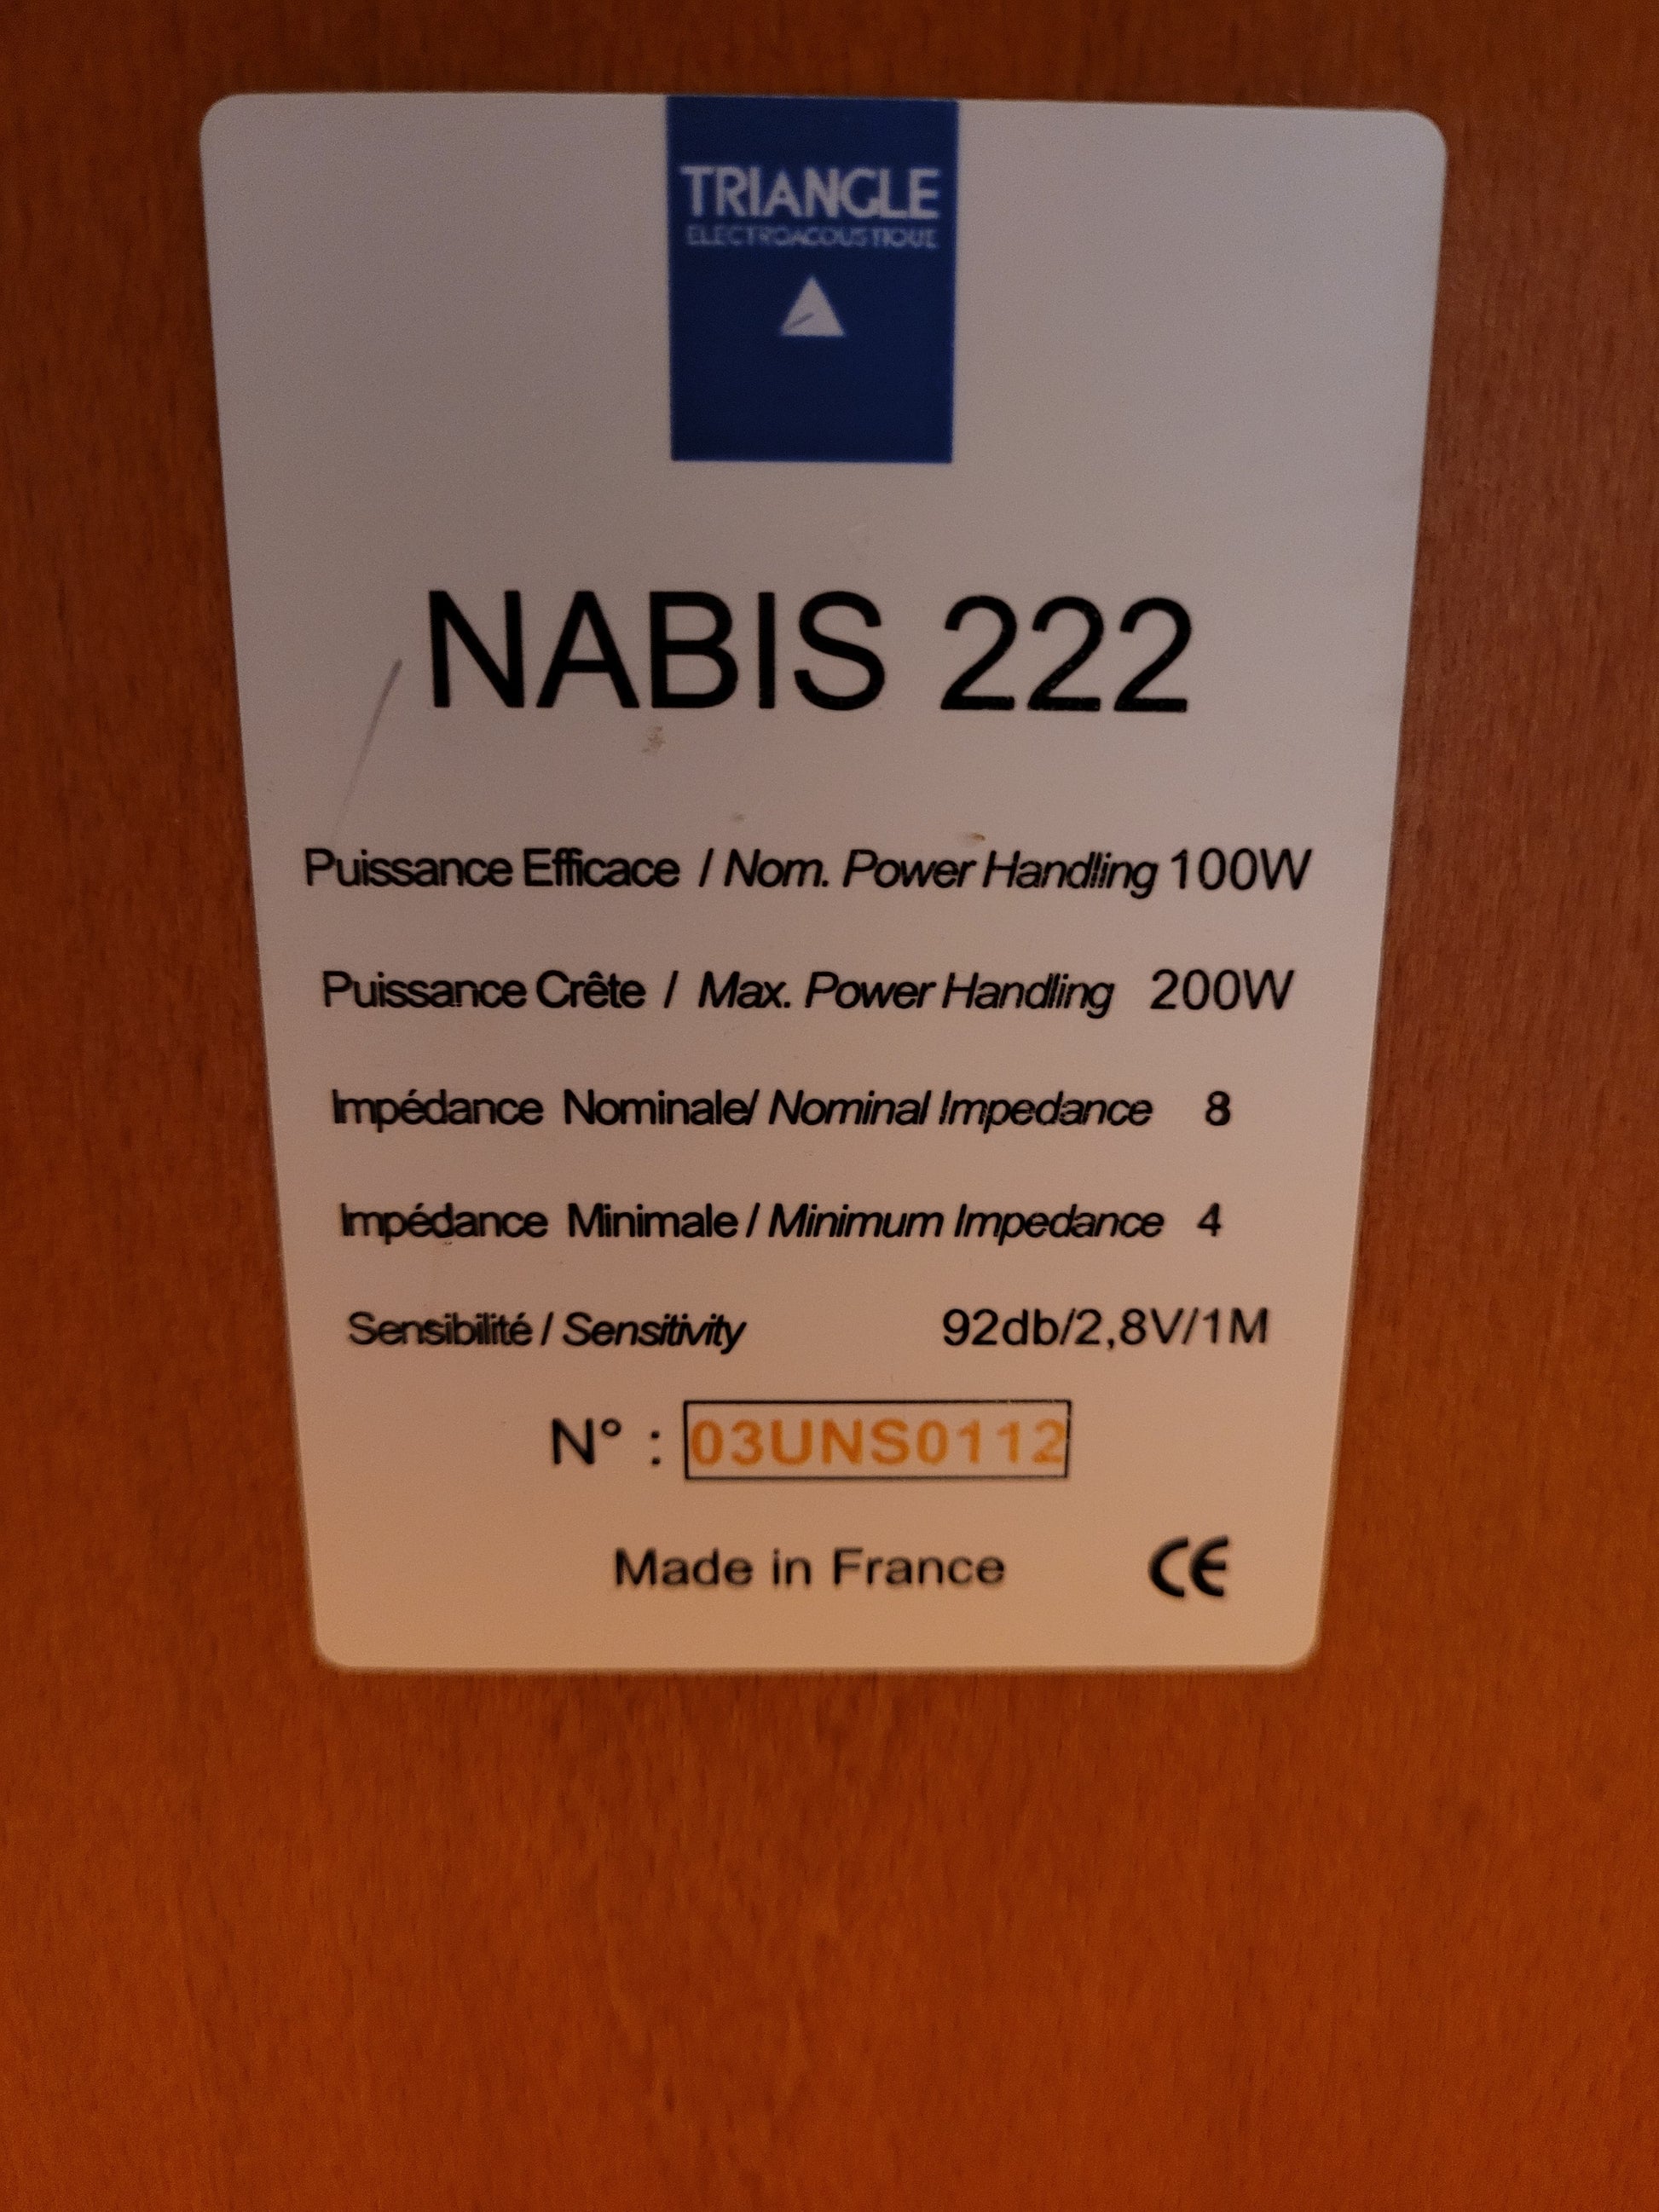 TRIANGLE
ELECTROACOUSTIQUE
NABIS 222
Puissance Efficace / Nom. Power Handling 100W
Puissance Crête / Max. Power Handling 200W
Impédance Nominale/ Nominal Impedance 8
Impédance Minimale / Minimum Impedance 4
Sensibilité / Sensitivity 92db/2,8V/1M
N° : 03UNS0112
Made in France CE